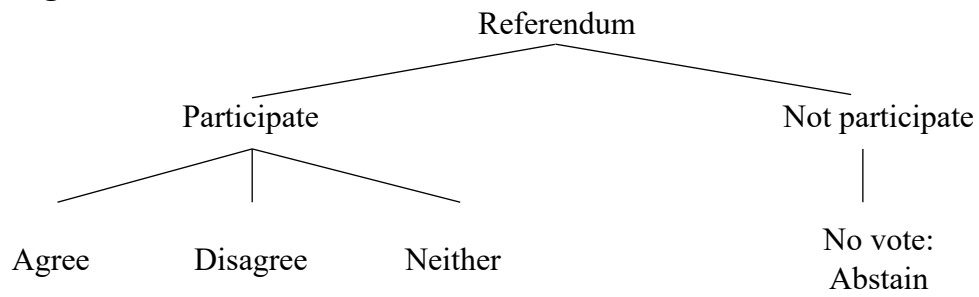 Referendum
Participate
Not participate
Agree
Disagree
Neither
No vote:
Abstain